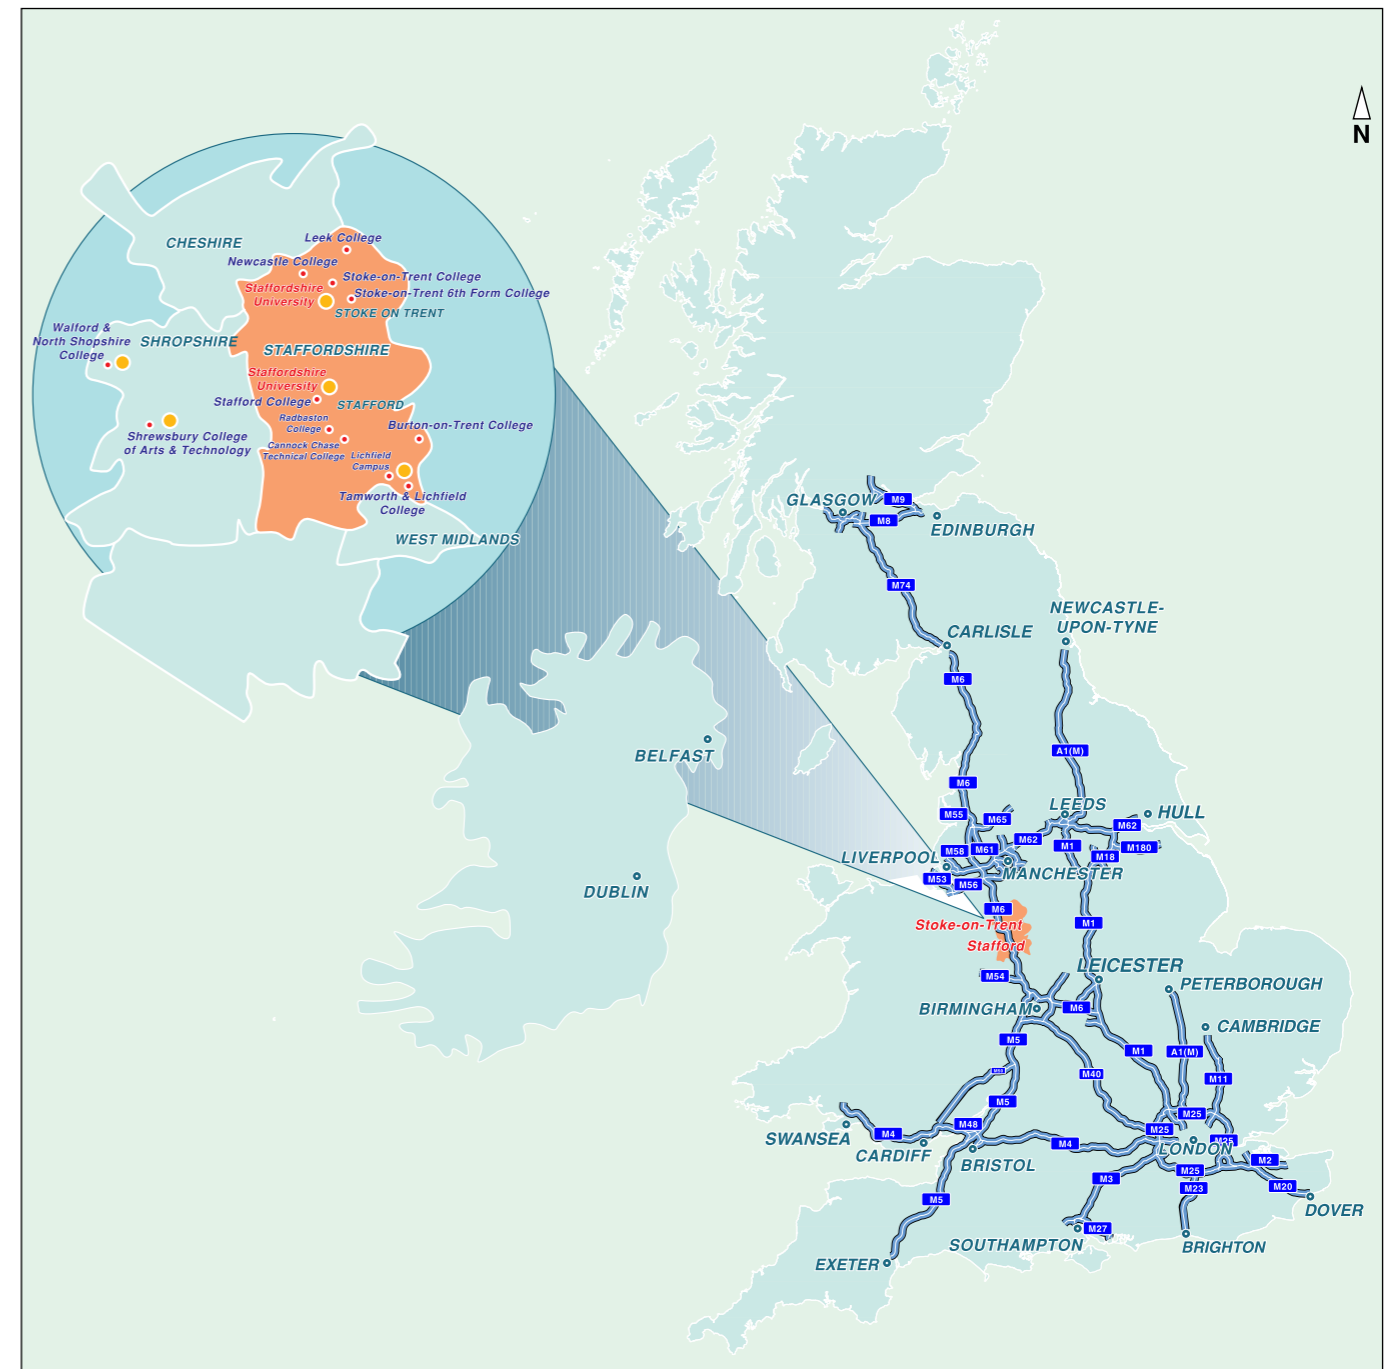 N
CHESHIRE
Leek College
Newcastle College
Stoke-on-Trent College
Staffordshire
University
Stoke-on-Trent 6th Form College
STOKE ON TRENT
Walford &
North Shopshire
College
SHROPSHIRE
STAFFORDSHIRE
Staffordshire
University
Stafford College
STAFFORD
Radbaston
College
Burton-on-Trent College
Shrewsbury College
of Arts & Technology
Cannock Chase
Technical College
Lichfield
Campus
Tamworth & Lichfield
College
WEST MIDLANDS
GLASGOW
M9
M8
EDINBURGH
M74
NEWCASTLE-
UPON-TYNE
CARLISLE
M6
A1(M)
BELFAST
M6
M55
M65
LEEDS
HULL
M62
M62
M58
M61
M1
M180
M18
LIVERPOOL
MANCHESTER
M53
M56
DUBLIN
M6
Stoke-on-Trent
M1
Stafford
LEICESTER
M54
PETERBOROUGH
BIRMINGHAM
M6
CAMBRIDGE
M5
M1
A1(M)
M40
M11
M5
M25
M48
M4
M25
M25
SWANSEA
CARDIFF
M4
LONDON
BRISTOL
M2
M25
M3
M23
M20
M5
DOVER
M27
SOUTHAMPTON
BRIGHTON
EXETER